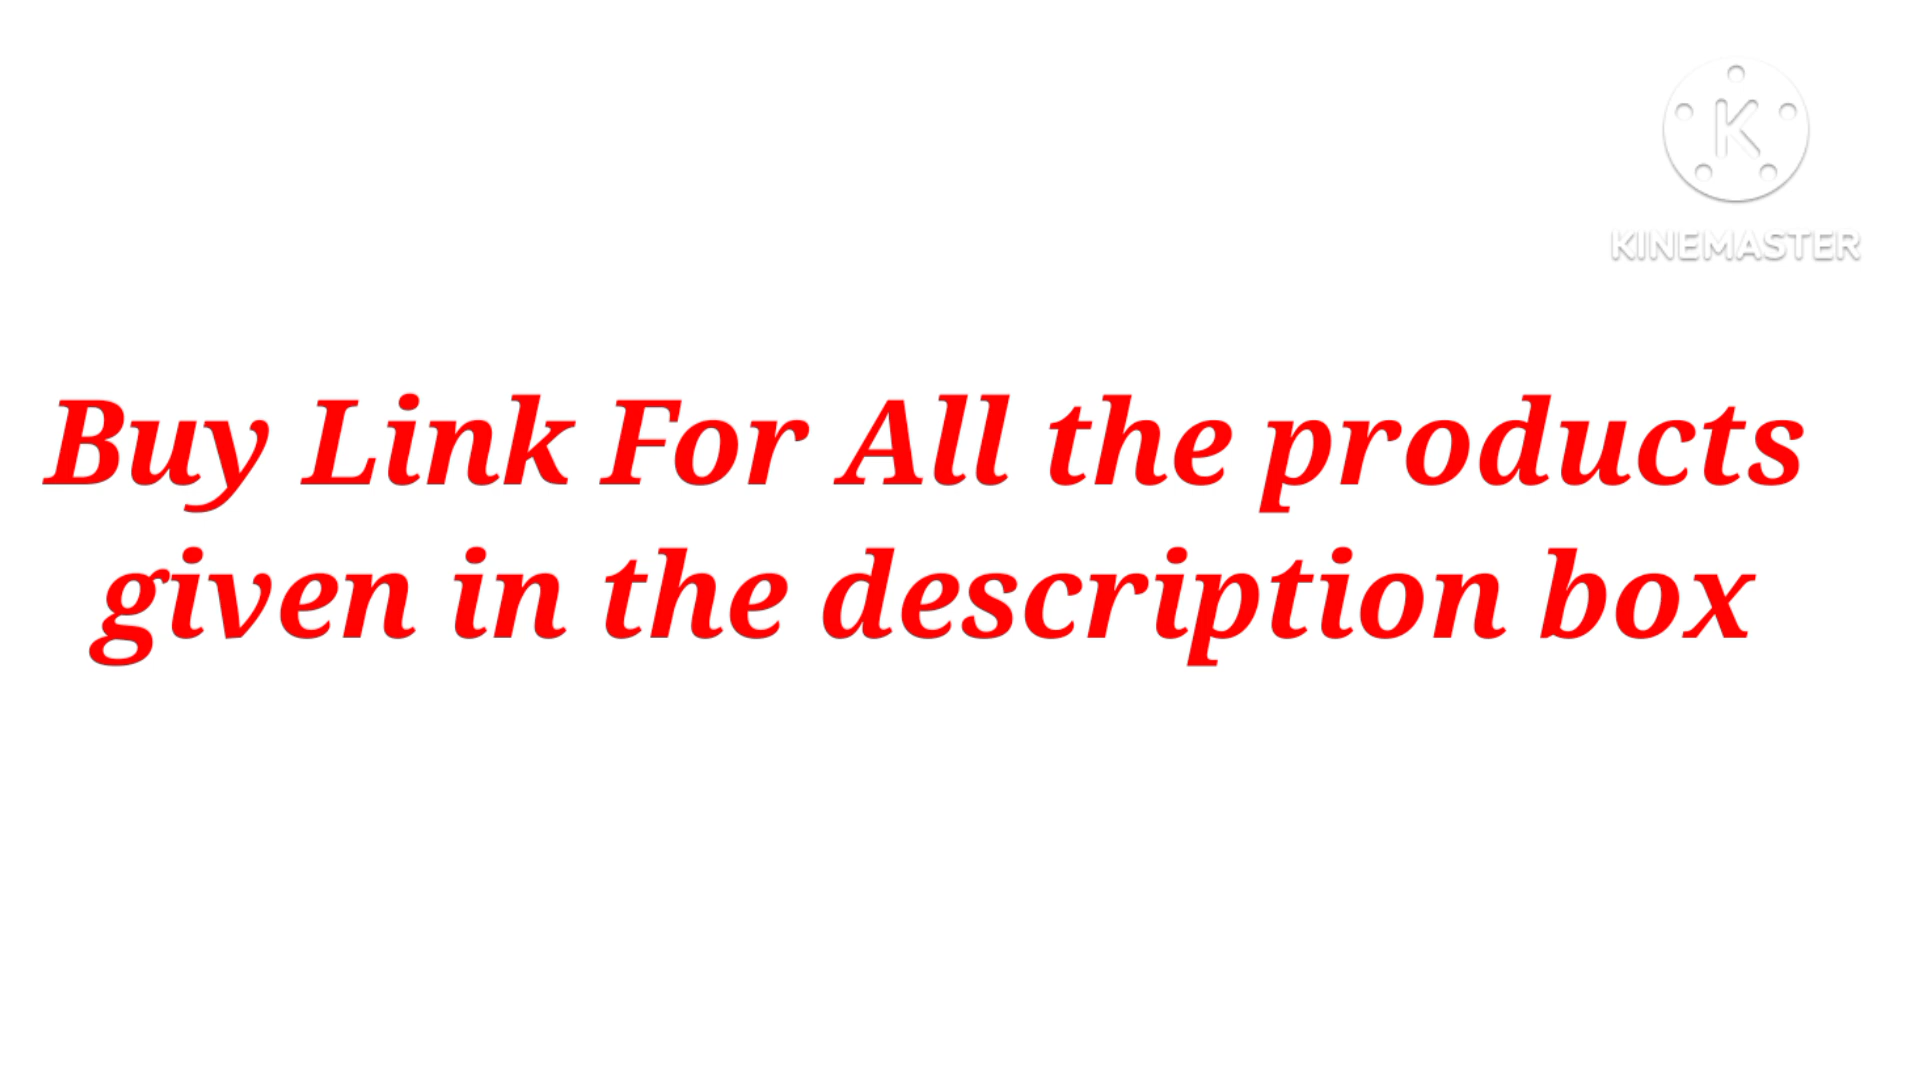 K
KINEMASTER
Buy Link For All the products
given in the description box